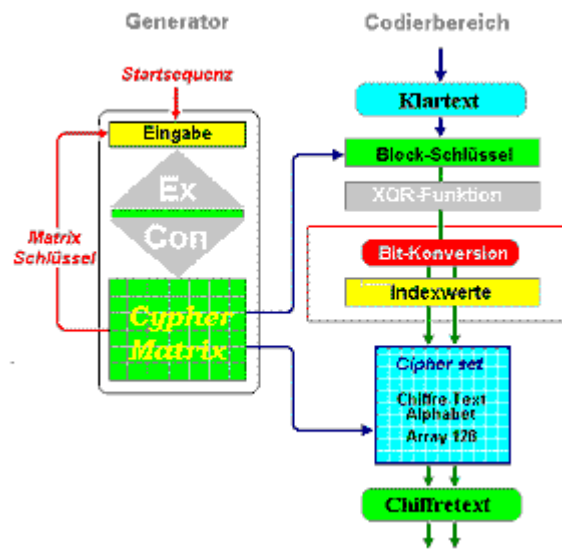 Generator
Codierbereich
Startsequenz
Klartext
Eingabe
Block-Schlüssel
Ex
XOR-Funktion
Con
Matrix
Schlüssel
Bit-Konversion
Indexwerte
Cypher
Matrix
Cipher set
Chiffre Text
Alphabet
Array 128
Chiffretext